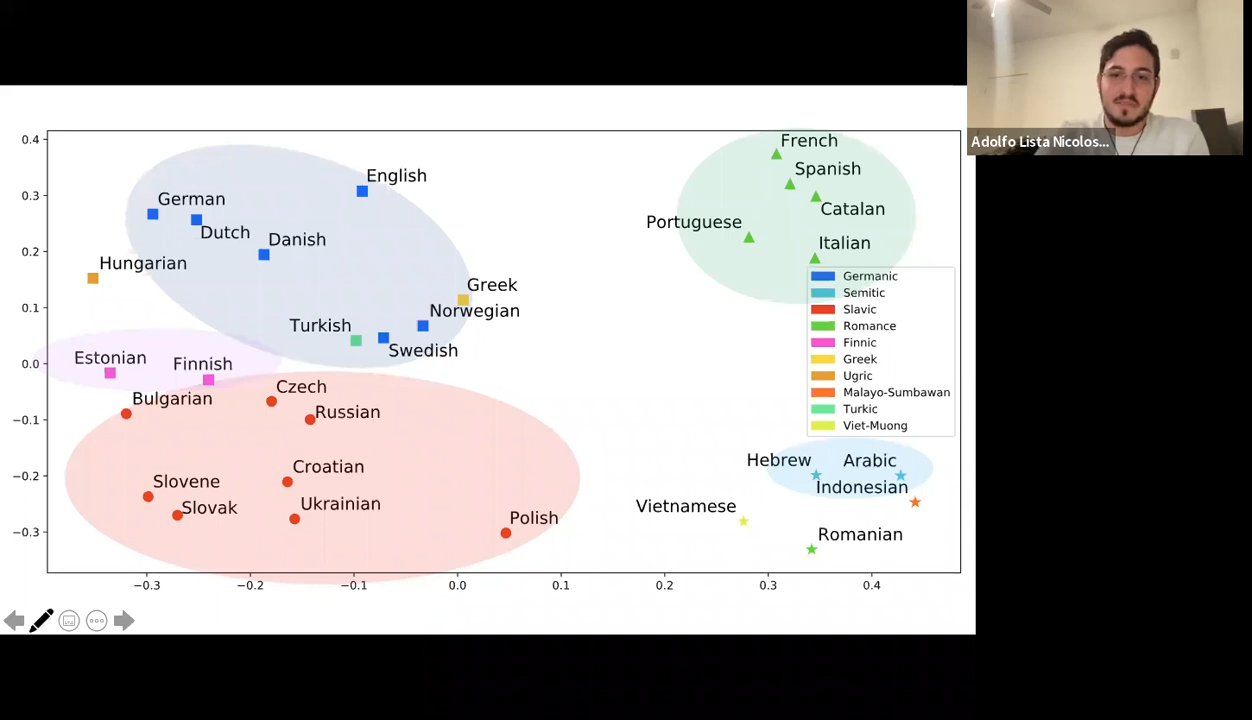 Adolfo Lista Nicolos...
0.4
French
Spanish
English
0.3
German
Catalan
Portuguese
Dutch
Danish
Italian
0.2
Hungarian
Greek
0.1
Norwegian
Turkish
Swedish
0.0
Estonian
Finnish
Czech
Bulgarian
−0.1
Russian
Croatian
−0.2
Slovene
Slovak
Ukrainian
−0.3
Polish
Germanic
Semitic
Slavic
Romance
Finnic
Greek
Ugric
Malayo-Sumbawan
Turkic
Viet-Muong
Hebrew
Arabic
Indonesian
Vietnamese
Romanian
−0.3 −0.2 −0.1 0.0 0.1 0.2 0.3 0.4